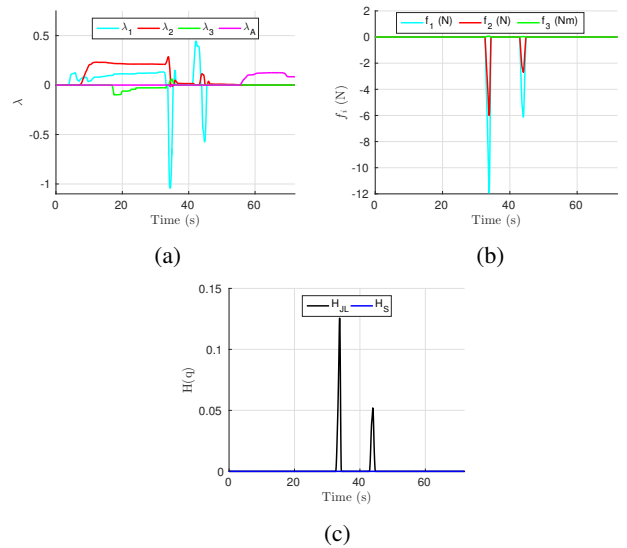 λ1 λ2 λ3 λA
0.5
0
-0.5
-1
λ
0 20 40 60
Time (s)
(a)
f1 (N) f2 (N) f3 (Nm)
2
0
-2
-4
-6
-8
-10
-12
fi (N)
0 20 40 60
Time (s)
(b)
HJL HS
0.15
0.1
0.05
0
H(q)
0 20 40 60
Time (s)
(c)